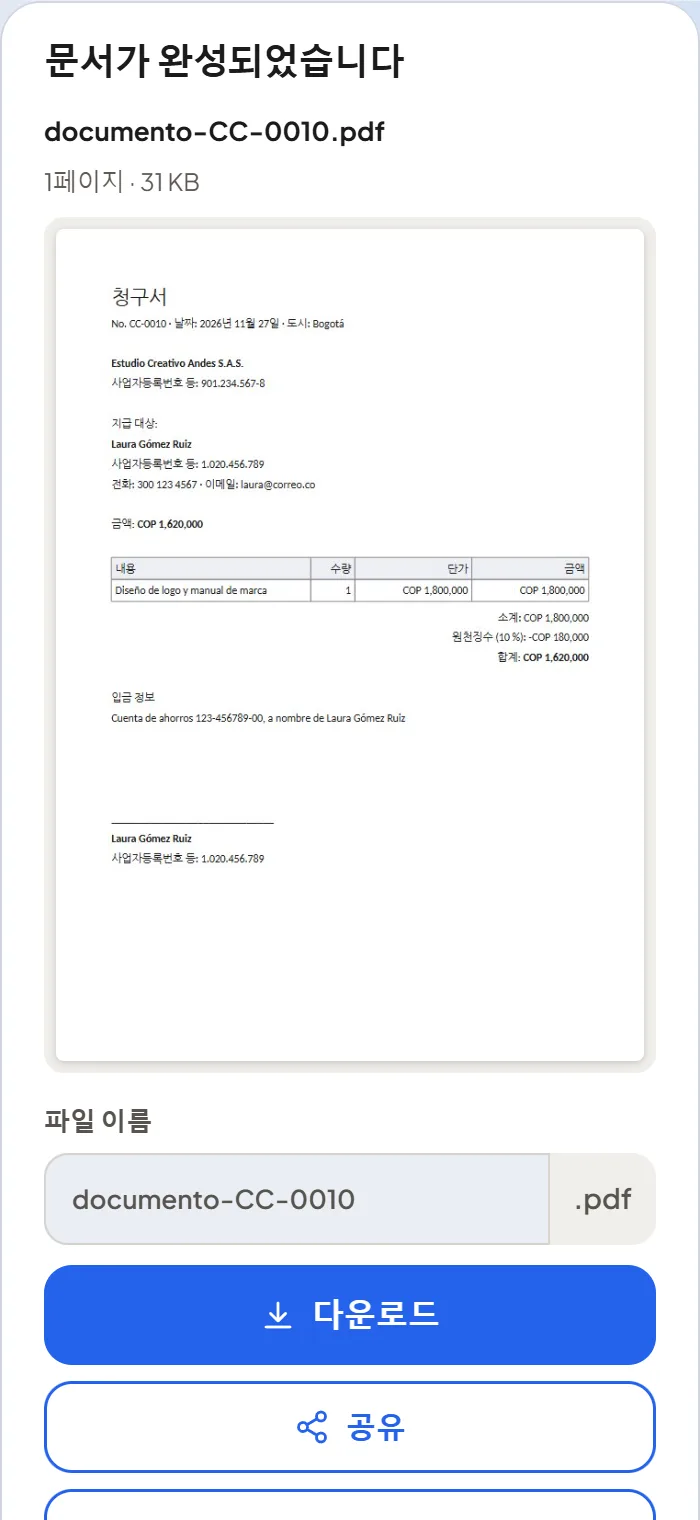 문서가 완성되었습니다
documento-CC-0010.pdf
1페이지 · 31 KB
청구서
No. CC-0010 · 날짜: 2026년 11월 27일 · 도시: Bogotá
Estudio Creativo Andes S.A.S.
사업자등록번호 등: 901.234.567-8
지급 대상:
Laura Gómez Ruiz
사업자등록번호 등: 1.020.456.789
전화: 300 123 4567 · 이메일: laura@correo.co
금액: COP 1,620,000
내용 수량 단가 금액
Diseño de logo y manual de marca 1 COP 1,800,000 COP 1,800,000
소계: COP 1,800,000
원천징수 (10 %): -COP 180,000
합계: COP 1,620,000
입금 정보
Cuenta de ahorros 123-456789-00, a nombre de Laura Gómez Ruiz
Laura Gómez Ruiz
사업자등록번호 등: 1.020.456.789
파일 이름
documento-CC-0010 .pdf
다운로드
공유